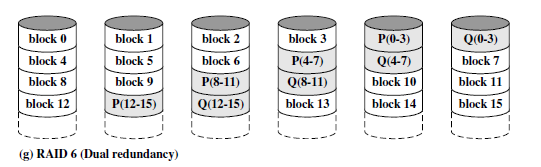 block 0 block 1 block 2 block 3 P(0-3) Q(0-3)
block 4 block 5 block 6 P(4-7) Q(4-7) block 7
block 8 block 9 P(8-11) Q(8-11) block 10 block 11
block 12 P(12-15) Q(12-15) block 13 block 14 block 15
(g) RAID 6 (Dual redundancy)